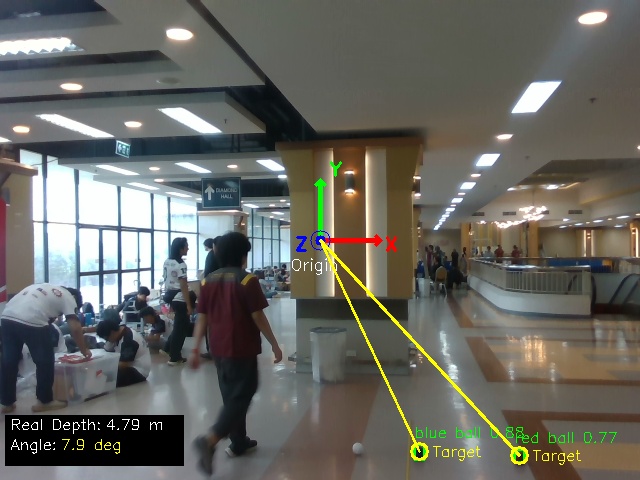 DIAMOND
HALL
Y
Z
X
Origin
blue ball 0.88
red ball 0.77
Target
Target
Real Depth: 4.79 m
Angle: 7.9 deg